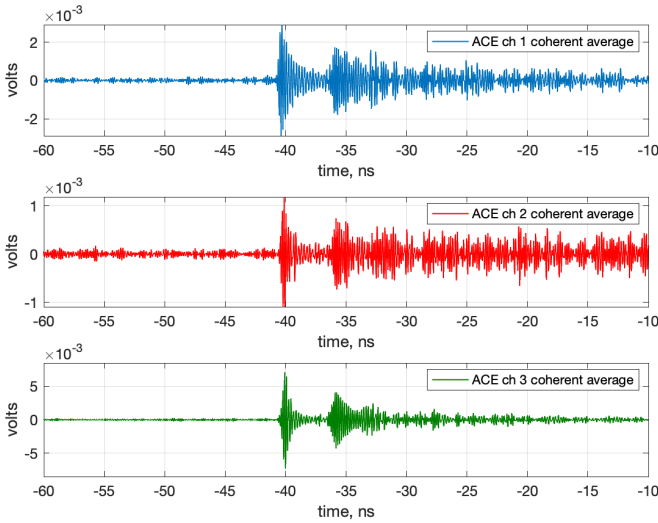 ×10⁻³
ACE ch 1 coherent average
2
0
-2
volts
-60 -55 -50 -45 -40 -35 -30 -25 -20 -15 -10
time, ns
×10⁻³
ACE ch 2 coherent average
1
0
-1
volts
-60 -55 -50 -45 -40 -35 -30 -25 -20 -15 -10
time, ns
×10⁻³
ACE ch 3 coherent average
5
0
-5
volts
-60 -55 -50 -45 -40 -35 -30 -25 -20 -15 -10
time, ns